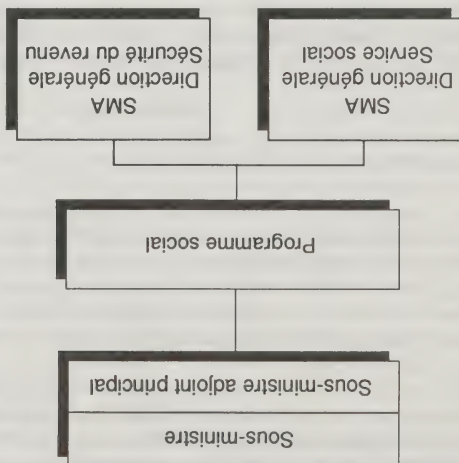 Sous-ministre
Sous-ministre adjoint principal
Programme social
SMA
Direction générale
Service social
SMA
Direction générale
Sécurité du revenu